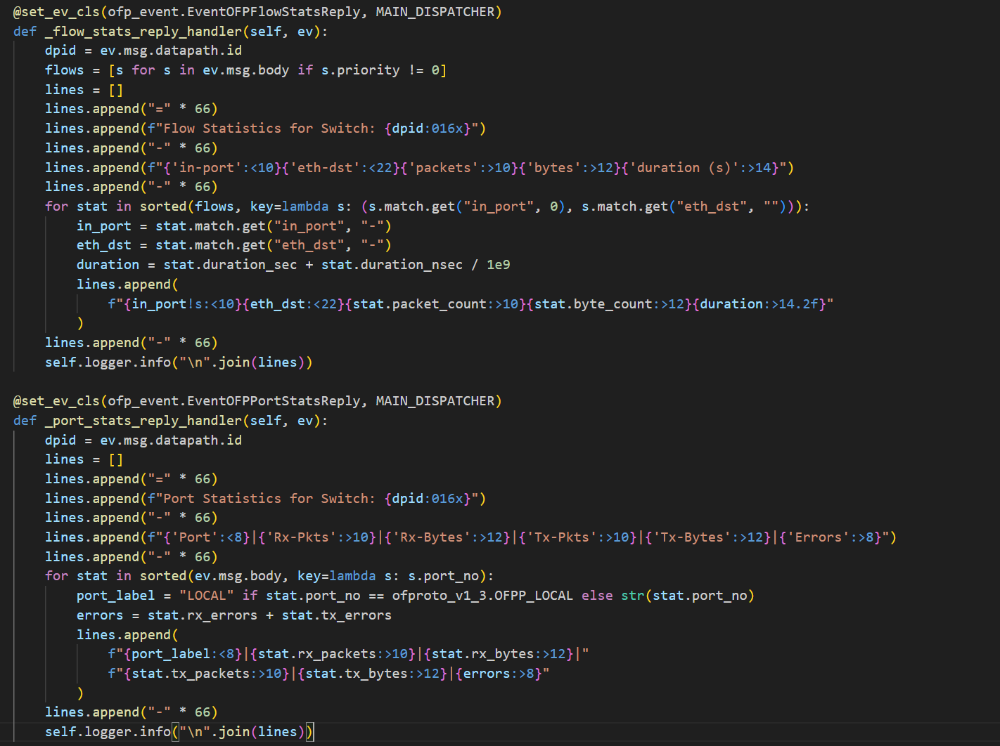 @set_ev_cls(ofp_event.EventOFPFlowStatsReply, MAIN_DISPATCHER)
def _flow_stats_reply_handler(self, ev):
    dpid = ev.msg.datapath.id
    flows = [s for s in ev.msg.body if s.priority != 0]
    lines = []
    lines.append("=" * 66)
    lines.append(f"Flow Statistics for Switch: {dpid:016x}")
    lines.append("-" * 66)
    lines.append(f"{'in-port':<10}{'eth-dst':<22}{'packets':>10}{'bytes':>12}{'duration (s)':>14}")
    lines.append("-" * 66)
    for stat in sorted(flows, key=lambda s: (s.match.get("in_port", 0), s.match.get("eth_dst", ""))):
        in_port = stat.match.get("in_port", "-")
        eth_dst = stat.match.get("eth_dst", "-")
        duration = stat.duration_sec + stat.duration_nsec / 1e9
        lines.append(
            f"{in_port!s:<10}{eth_dst:<22}{stat.packet_count:>10}{stat.byte_count:>12}{duration:>14.2f}"
        )
    lines.append("-" * 66)
    self.logger.info("\n".join(lines))

@set_ev_cls(ofp_event.EventOFPPortStatsReply, MAIN_DISPATCHER)
def _port_stats_reply_handler(self, ev):
    dpid = ev.msg.datapath.id
    lines = []
    lines.append("=" * 66)
    lines.append(f"Port Statistics for Switch: {dpid:016x}")
    lines.append("-" * 66)
    lines.append(f"{'Port':<8}|{'Rx-Pkts':>10}|{'Rx-Bytes':>12}|{'Tx-Pkts':>10}|{'Tx-Bytes':>12}|{'Errors':>8}")
    lines.append("-" * 66)
    for stat in sorted(ev.msg.body, key=lambda s: s.port_no):
        port_label = "LOCAL" if stat.port_no == ofproto_v1_3.OFPP_LOCAL else str(stat.port_no)
        errors = stat.rx_errors + stat.tx_errors
        lines.append(
            f"{port_label:<8}|{stat.rx_packets:>10}|{stat.rx_bytes:>12}|"
            f"{stat.tx_packets:>10}|{stat.tx_bytes:>12}|{errors:>8}"
        )
    lines.append("-" * 66)
    self.logger.info("\n".join(lines))